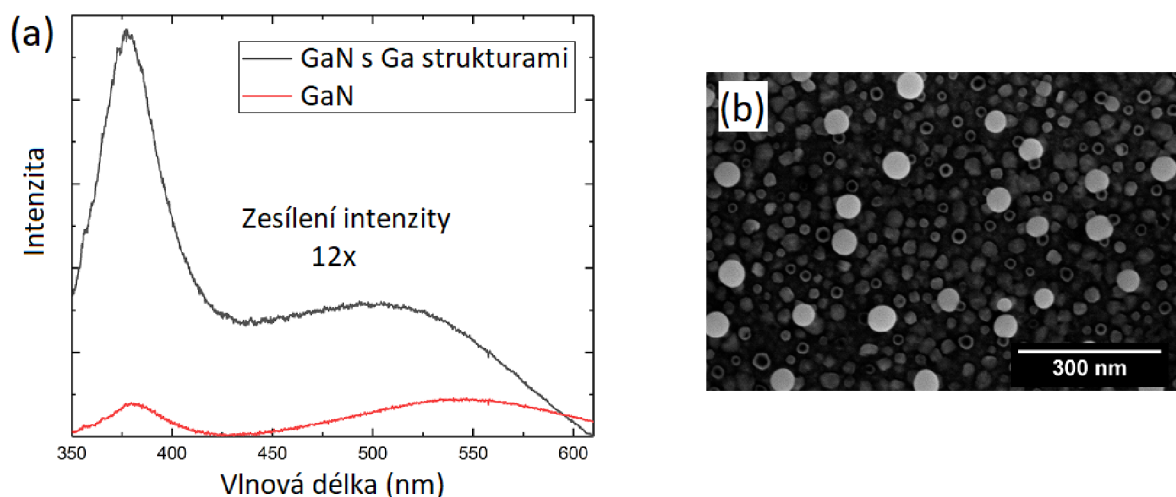 (a)
GaN s Ga strukturami
GaN
Zesílení intenzity
12x
Intenzita
350
400
450
500
550
600
Vlnová délka (nm)
(b)
300 nm